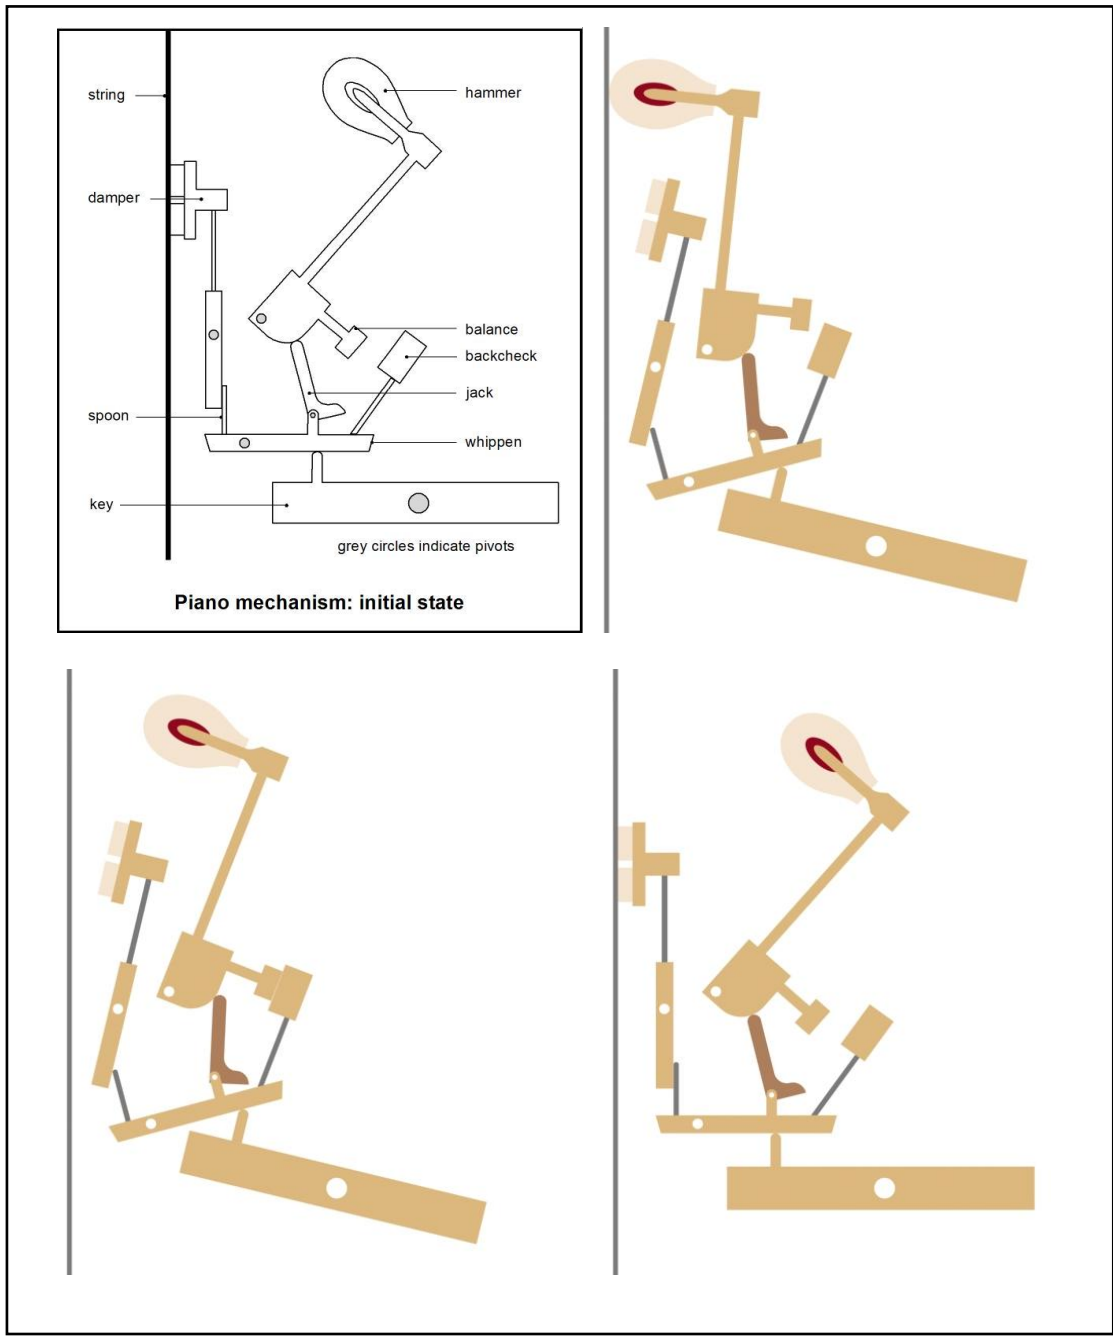 string
hammer
damper
balance
backcheck
jack
spoon
whippen
key
grey circles indicate pivots
Piano mechanism: initial state